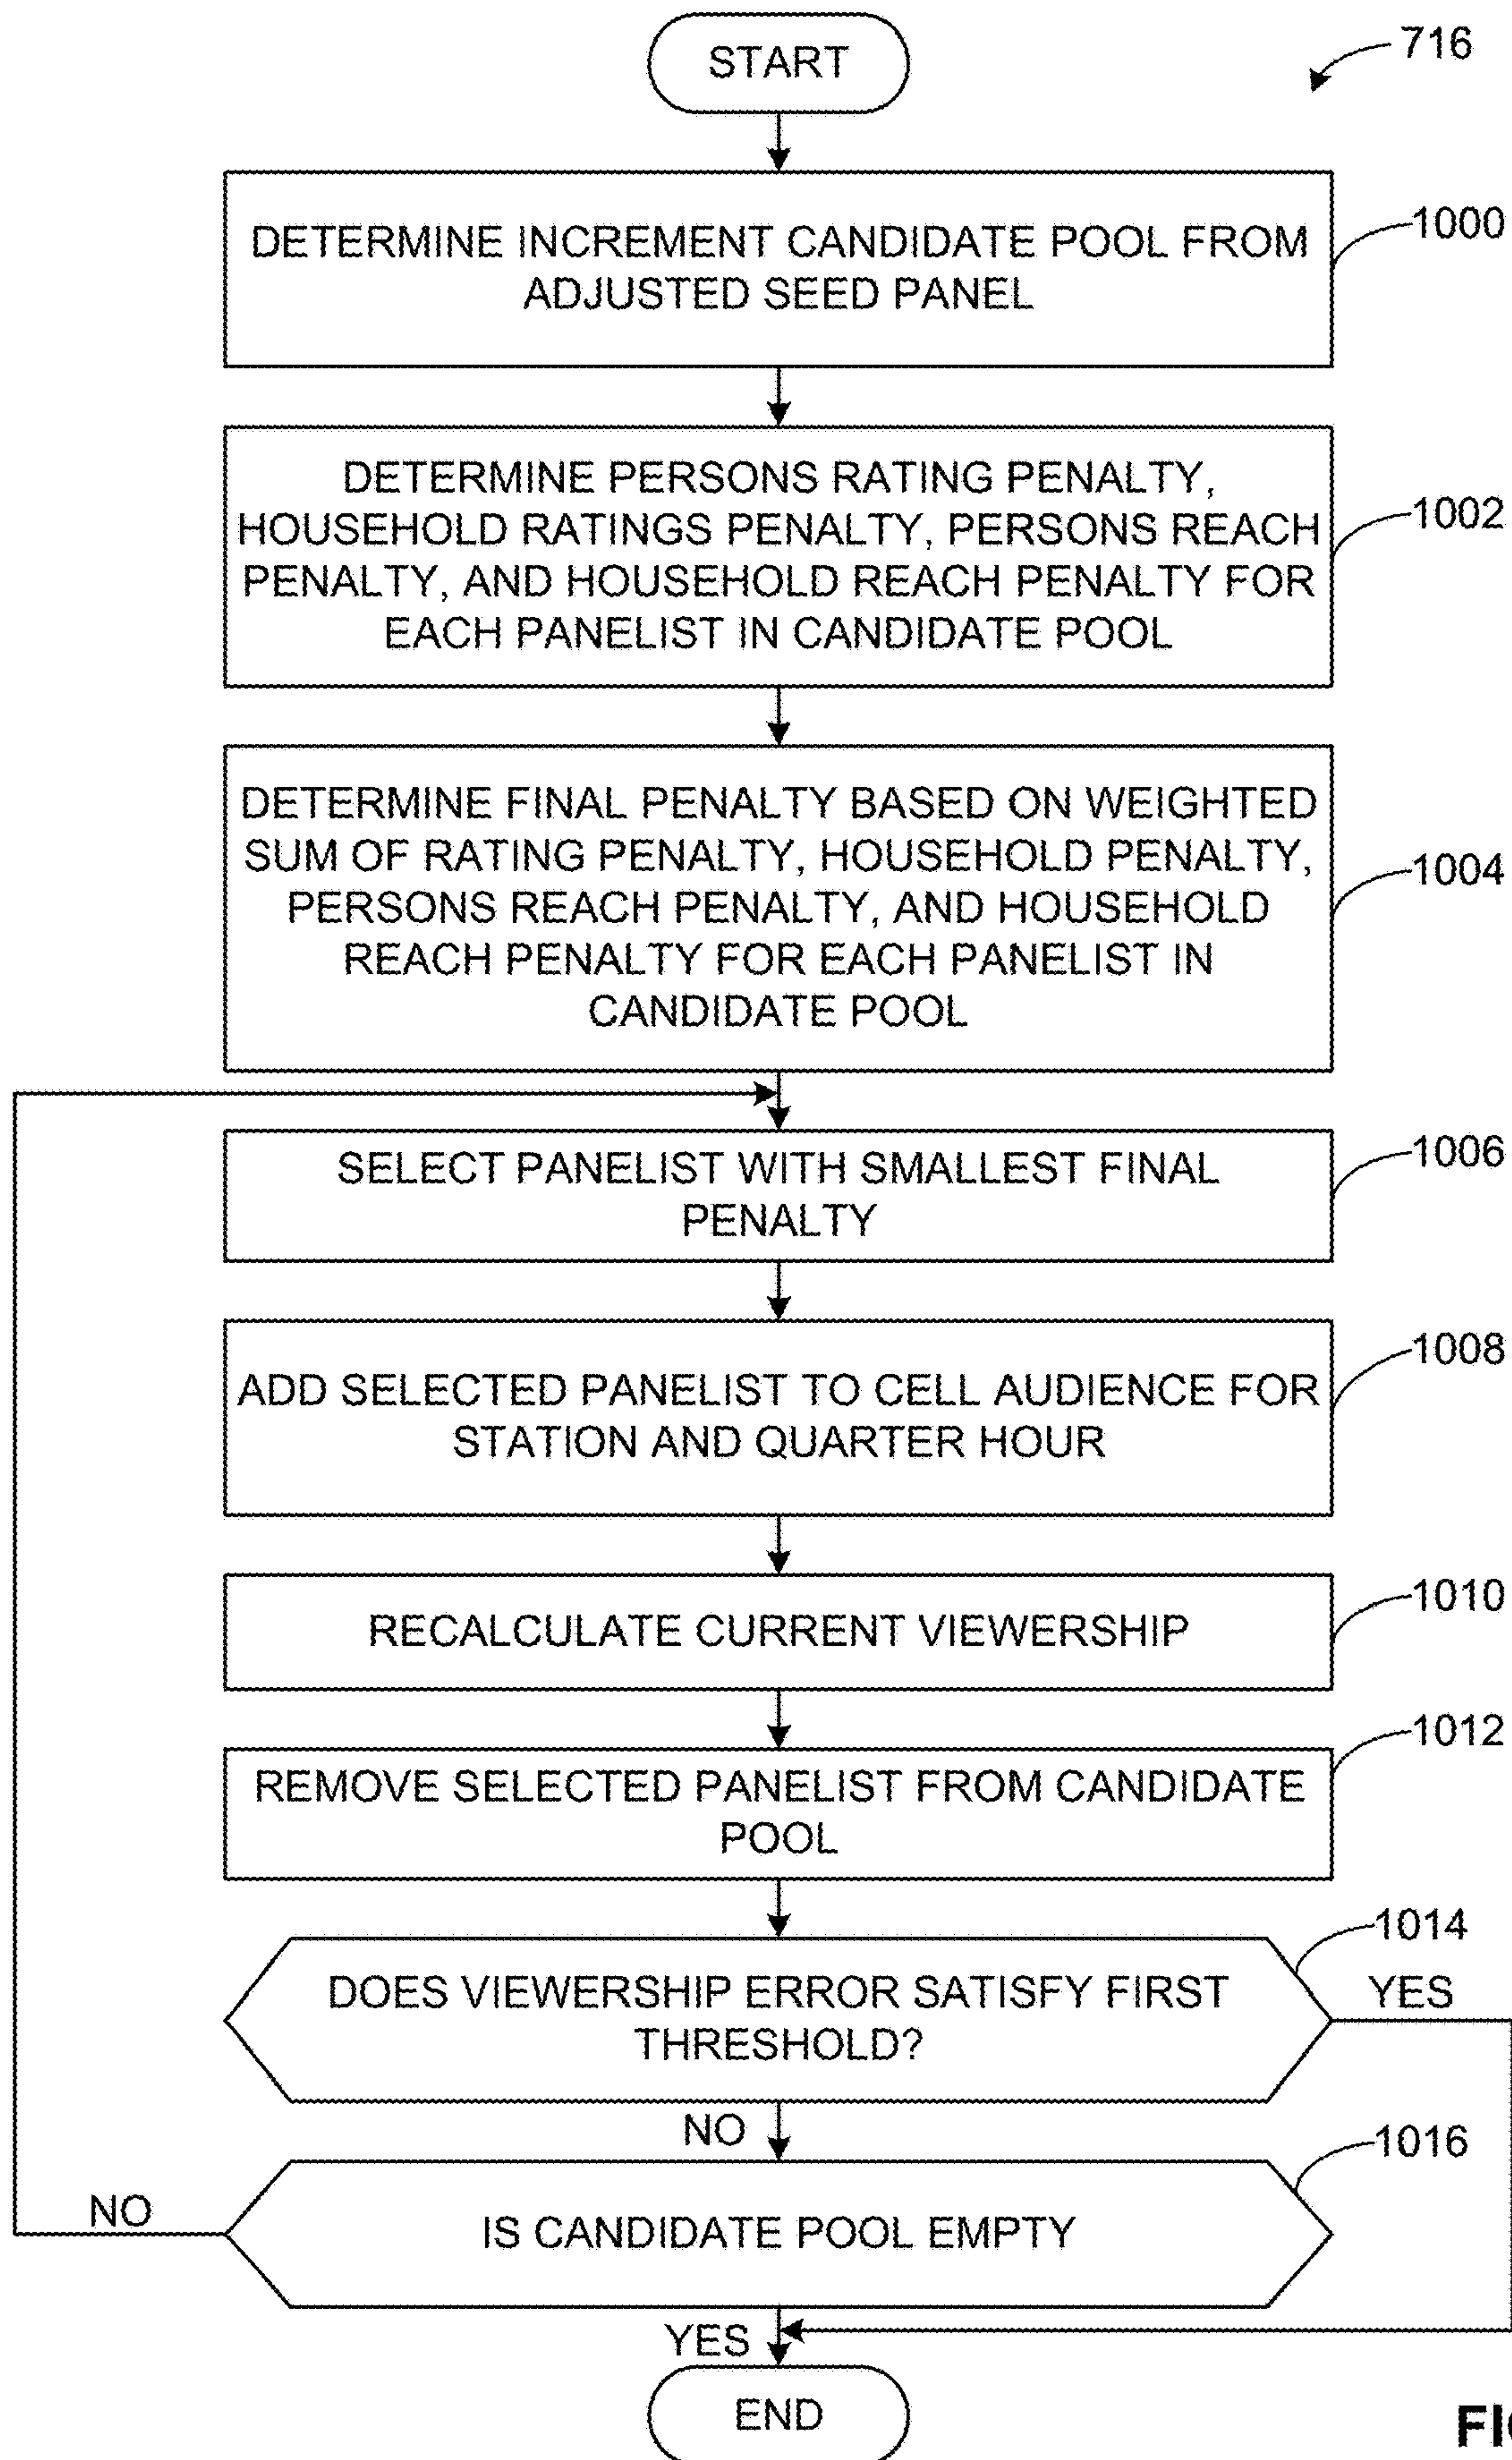 START
716
DETERMINE INCREMENT CANDIDATE POOL FROM
ADJUSTED SEED PANEL
1000
DETERMINE PERSONS RATING PENALTY,
HOUSEHOLD RATINGS PENALTY, PERSONS REACH
PENALTY, AND HOUSEHOLD REACH PENALTY FOR
EACH PANELIST IN CANDIDATE POOL
1002
DETERMINE FINAL PENALTY BASED ON WEIGHTED
SUM OF RATING PENALTY, HOUSEHOLD PENALTY,
PERSONS REACH PENALTY, AND HOUSEHOLD
REACH PENALTY FOR EACH PANELIST IN
CANDIDATE POOL
1004
SELECT PANELIST WITH SMALLEST FINAL
PENALTY
1006
ADD SELECTED PANELIST TO CELL AUDIENCE FOR
STATION AND QUARTER HOUR
1008
RECALCULATE CURRENT VIEWERSHIP
1010
REMOVE SELECTED PANELIST FROM CANDIDATE
POOL
1012
DOES VIEWERSHIP ERROR SATISFY FIRST
THRESHOLD?
1014
YES
NO
IS CANDIDATE POOL EMPTY
1016
NO
YES
END